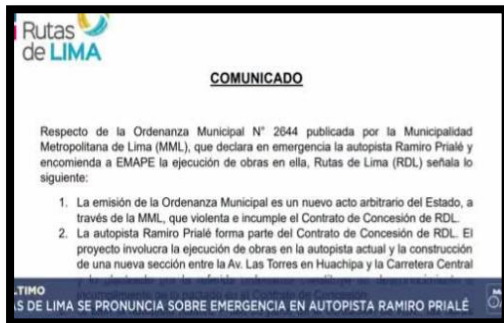 Rutas
de LIMA
COMUNICADO
Respecto de la Ordenanza Municipal N° 2644 publicada por la Municipalidad
Metropolitana de Lima (MML), que declara en emergencia la autopista Ramiro Prialé y
encomienda a EMAPE la ejecución de obras en ella, Rutas de Lima (RDL) señala lo
siguiente:
1. La emisión de la Ordenanza Municipal es un nuevo acto arbitrario del Estado, a
través de la MML, que violenta e incumple el Contrato de Concesión de RDL.
2. La autopista Ramiro Prialé forma parte del Contrato de Concesión de RDL. El
proyecto involucra la ejecución de obras en la autopista actual y la construcción
de una nueva sección entre la Av. Las Torres en Huachipa y la Carretera Central
LTIMO
AS DE LIMA SE PRONUNCIA SOBRE EMERGENCIA EN AUTOPISTA RAMIRO PRIALÉ